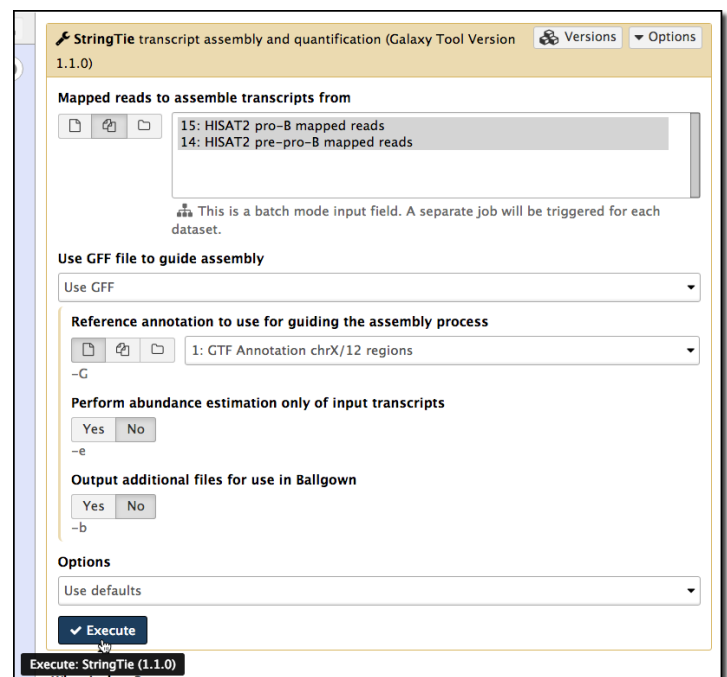 StringTie transcript assembly and quantification (Galaxy Tool Version 1.1.0)
Versions
Options
Mapped reads to assemble transcripts from
15: HISAT2 pro-B mapped reads
14: HISAT2 pre-pro-B mapped reads
This is a batch mode input field. A separate job will be triggered for each
dataset.
Use GFF file to guide assembly
Use GFF
Reference annotation to use for guiding the assembly process
1: GTF Annotation chrX/12 regions
-G
Perform abundance estimation only of input transcripts
Yes No
-e
Output additional files for use in Ballgown
Yes No
-b
Options
Use defaults
Execute
Execute: StringTie (1.1.0)